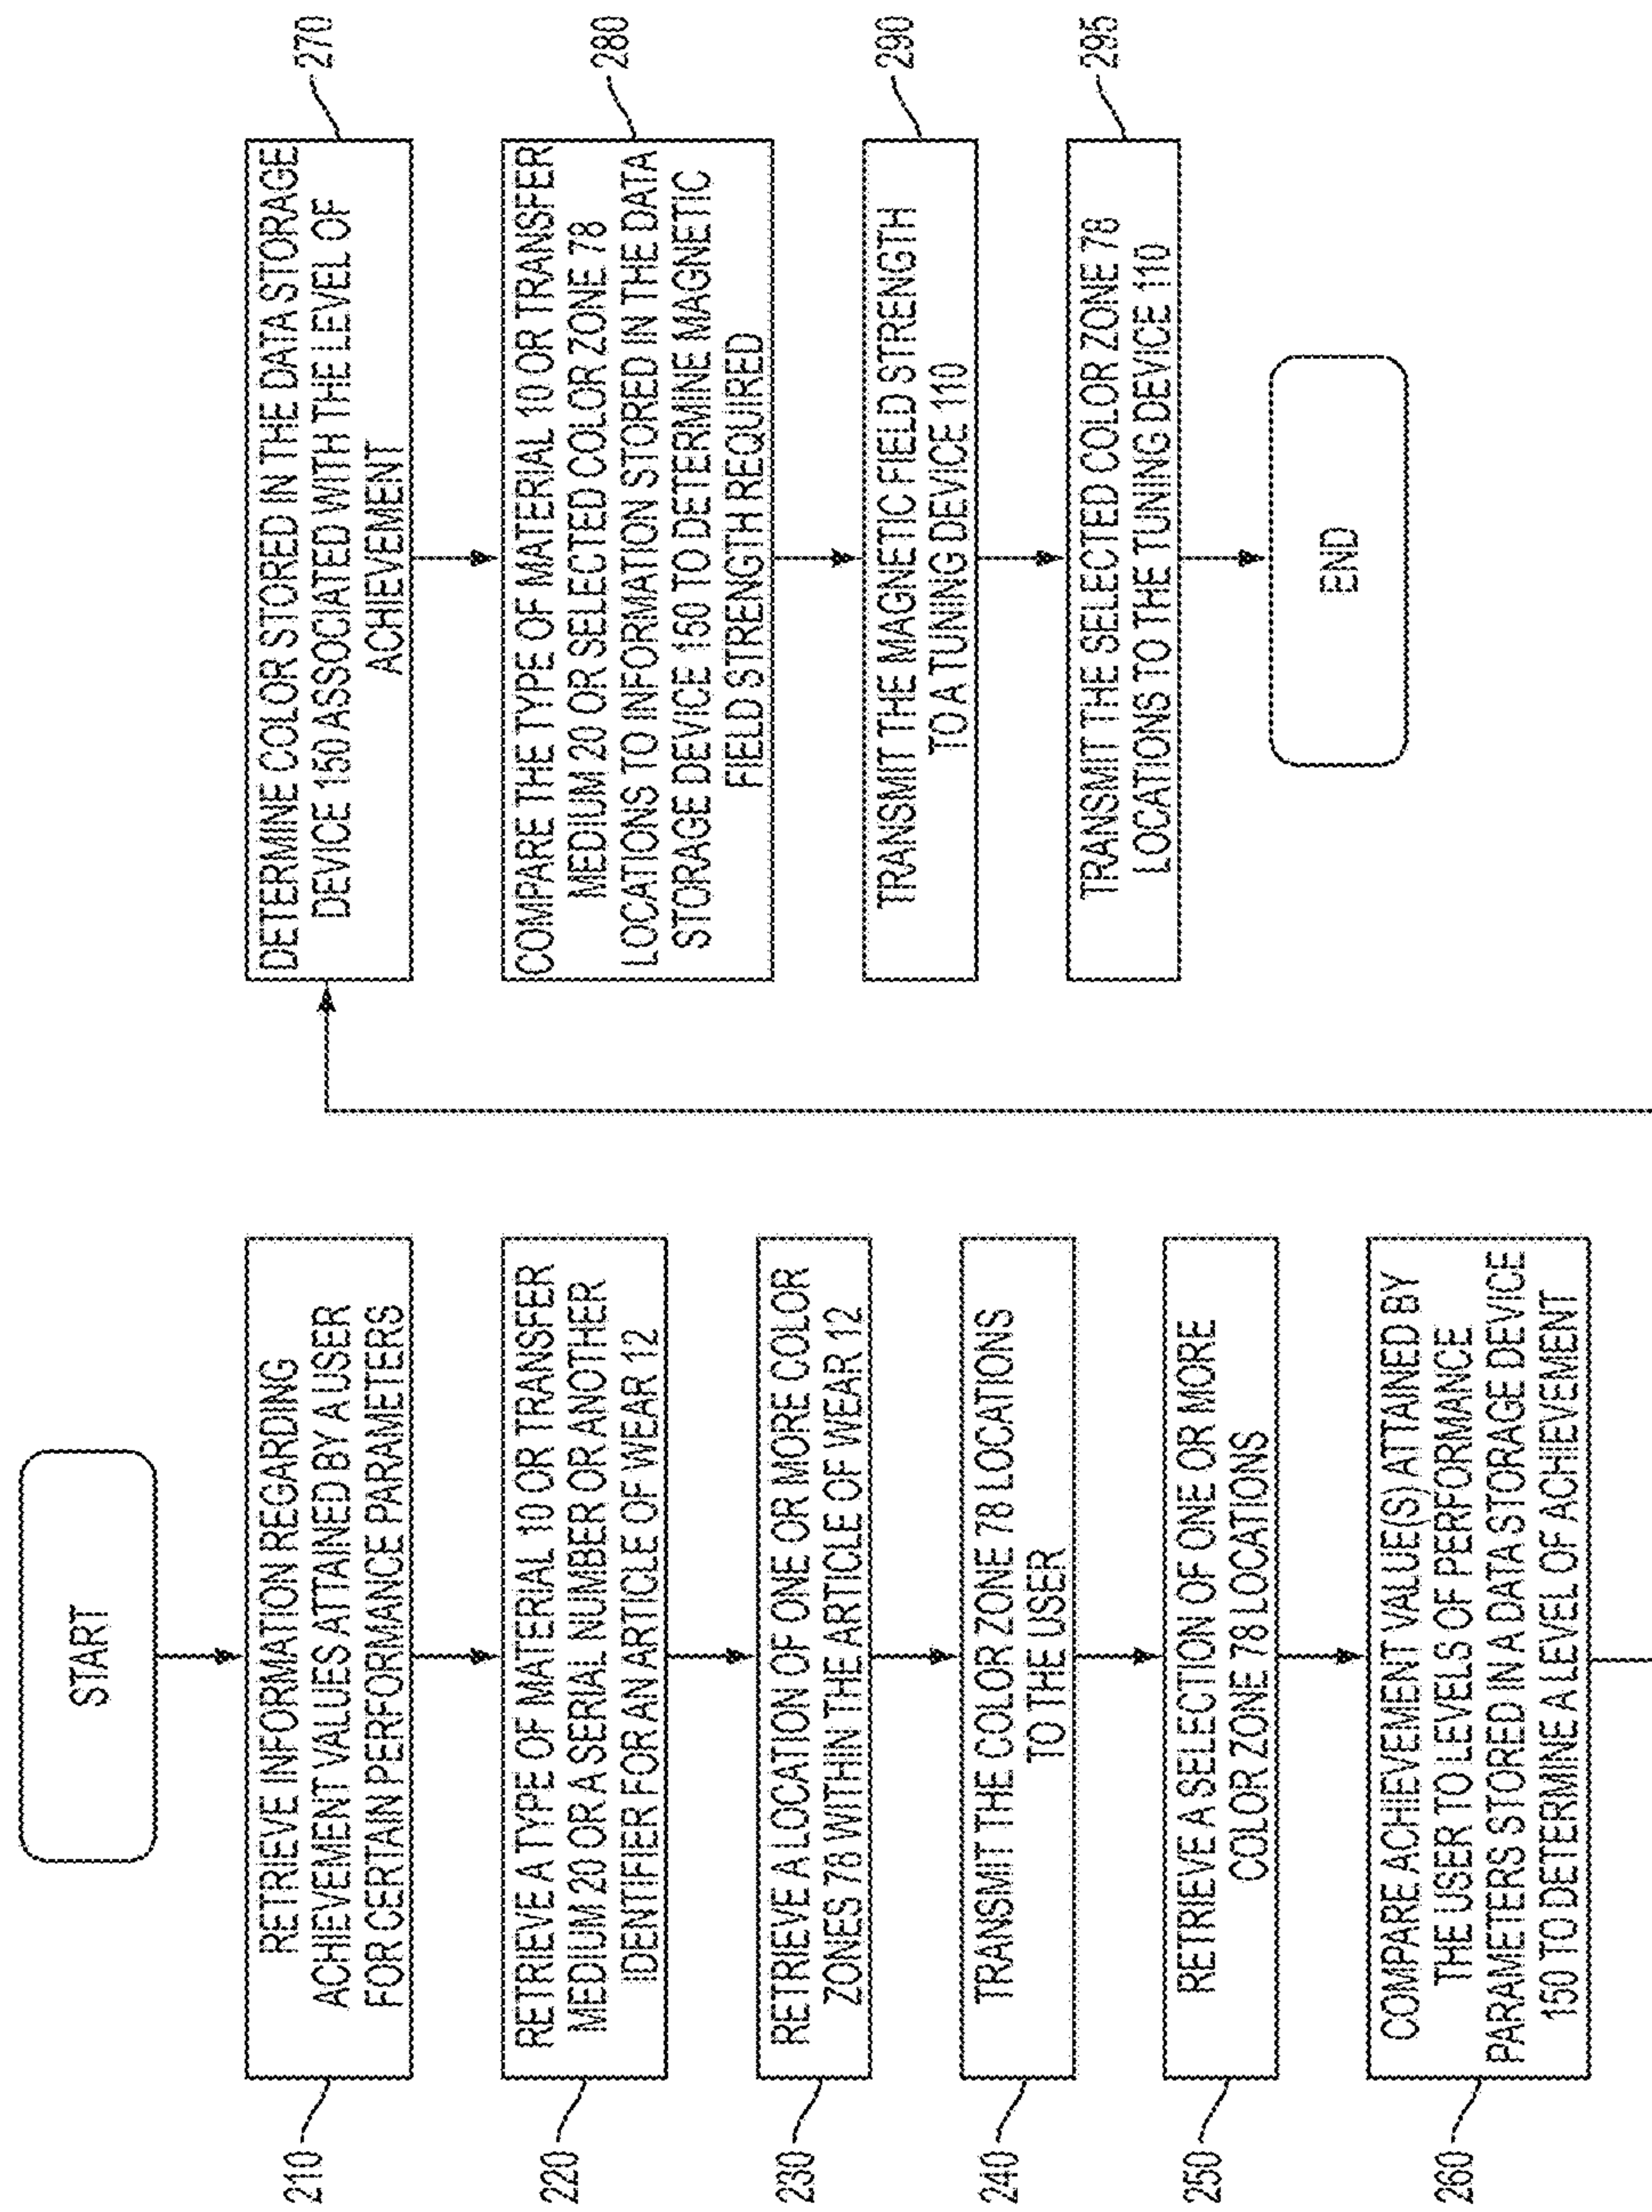 START
210
RETRIEVE INFORMATION REGARDING
ACHIEVEMENT VALUES ATTAINED BY A USER
FOR CERTAIN PERFORMANCE PARAMETERS
220
RETRIEVE A TYPE OF MATERIAL 10 OR TRANSFER
MEDIUM 20 OR A SERIAL NUMBER OR ANOTHER
IDENTIFIER FOR AN ARTICLE OF WEAR 12
230
RETRIEVE A LOCATION OF ONE OR MORE COLOR
ZONES 78 WITHIN THE ARTICLE OF WEAR 12
240
TRANSMIT THE COLOR ZONE 78 LOCATIONS
TO THE USER
250
RETRIEVE A SELECTION OF ONE OR MORE
COLOR ZONE 78 LOCATIONS
260
COMPARE ACHIEVEMENT VALUE(S) ATTAINED BY
THE USER TO LEVELS OF PERFORMANCE
PARAMETERS STORED IN A DATA STORAGE DEVICE
150 TO DETERMINE A LEVEL OF ACHIEVEMENT
270
DETERMINE COLOR STORED IN THE DATA STORAGE
DEVICE 150 ASSOCIATED WITH THE LEVEL OF
ACHIEVEMENT
280
COMPARE THE TYPE OF MATERIAL 10 OR TRANSFER
MEDIUM 20 OR SELECTED COLOR ZONE 78
LOCATIONS TO INFORMATION STORED IN THE DATA
STORAGE DEVICE 150 TO DETERMINE MAGNETIC
FIELD STRENGTH REQUIRED
290
TRANSMIT THE MAGNETIC FIELD STRENGTH
TO A TUNING DEVICE 110
295
TRANSMIT THE SELECTED COLOR ZONE 78
LOCATIONS TO THE TUNING DEVICE 110
END